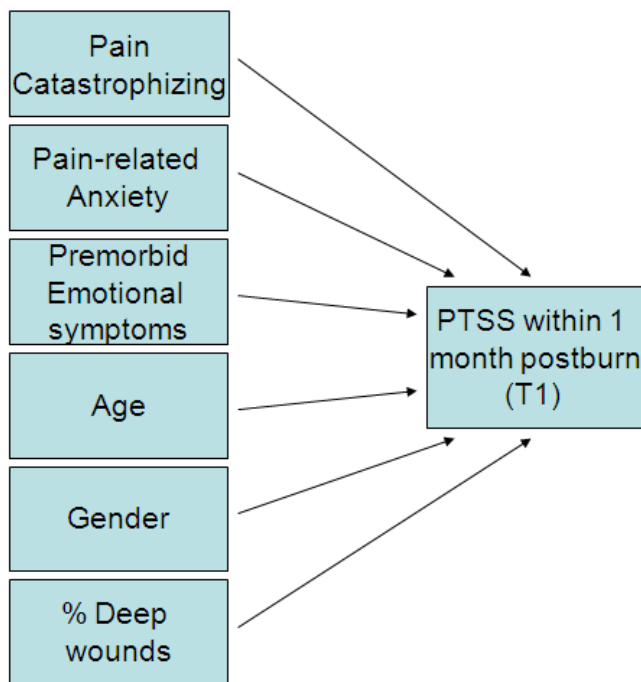 Pain
Catastrophizing
Pain-related
Anxiety
Premorbid
Emotional
symptoms
Age
Gender
% Deep
wounds
PTSS within 1
month postburn
(T1)